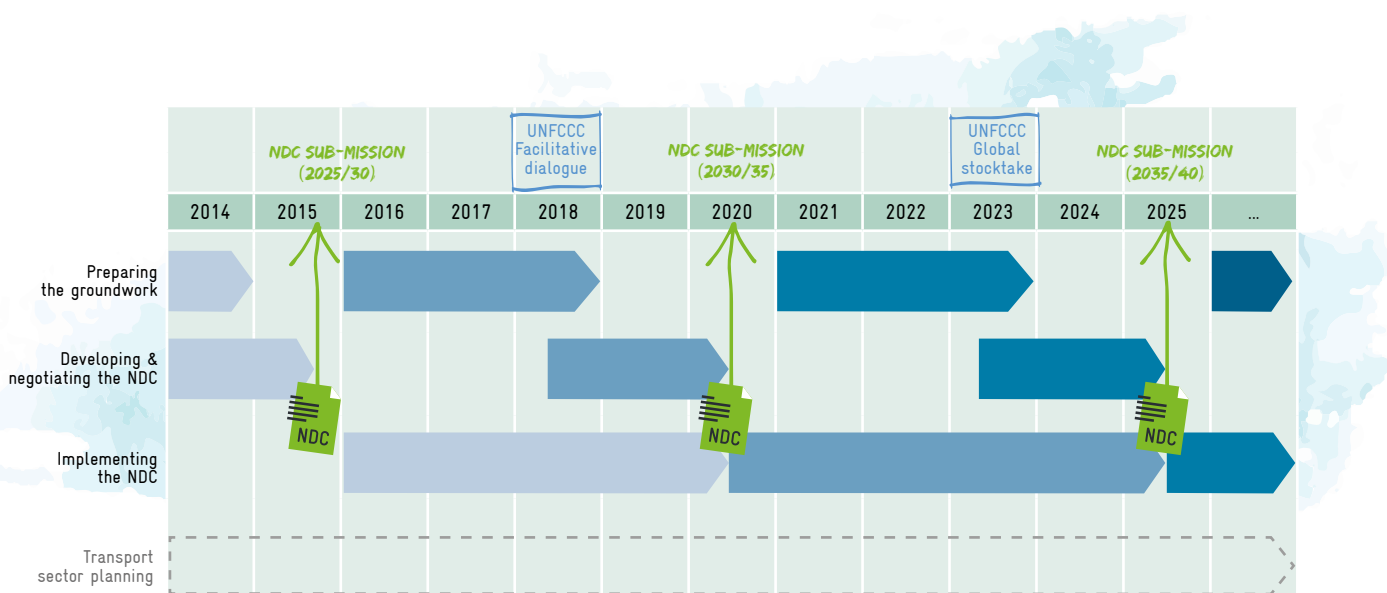 UNFCCC
Facilitative
dialogue
UNFCCC
Global
stocktake
NDC SUB-MISSION
(2025/30)
NDC SUB-MISSION
(2030/35)
NDC SUB-MISSION
(2035/40)
2014 2015 2016 2017 2018 2019 2020 2021 2022 2023 2024 2025 ...
Preparing
the groundwork
Developing &
negotiating the NDC
NDC
NDC
NDC
Implementing
the NDC
Transport
sector planning